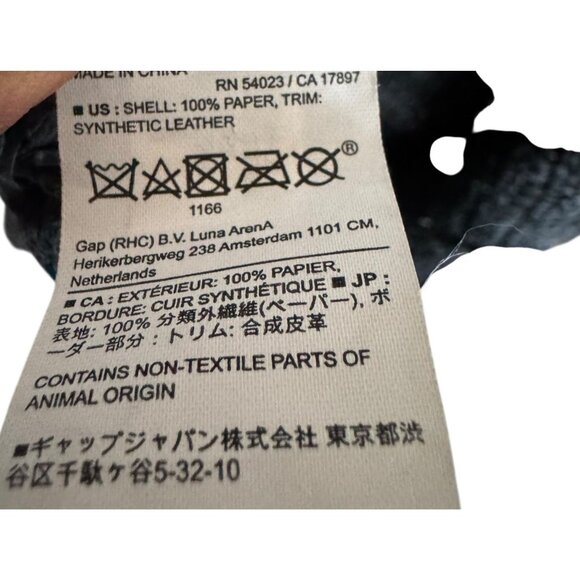 MADE IN CHINA
RN 54023 / CA 17897
■ US : SHELL: 100% PAPER, TRIM:
SYNTHETIC LEATHER
®
1166
Gap (RHC) B.V. Luna ArenA
Herikerbergweg 238 Amsterdam 1101 CM,
Netherlands
■ CA : EXTÉRIEUR: 100% PAPIER,
BORDURE: CUIR SYNTHÉTIQUE ■ JP :
表地: 100% 分類外繊維(ペーパー), ボ
ーダー部分 : トリム: 合成皮革
CONTAINS NON-TEXTILE PARTS OF
ANIMAL ORIGIN
■ギャップジャパン株式会社 東京都渋
谷区千駄ヶ谷5-32-10